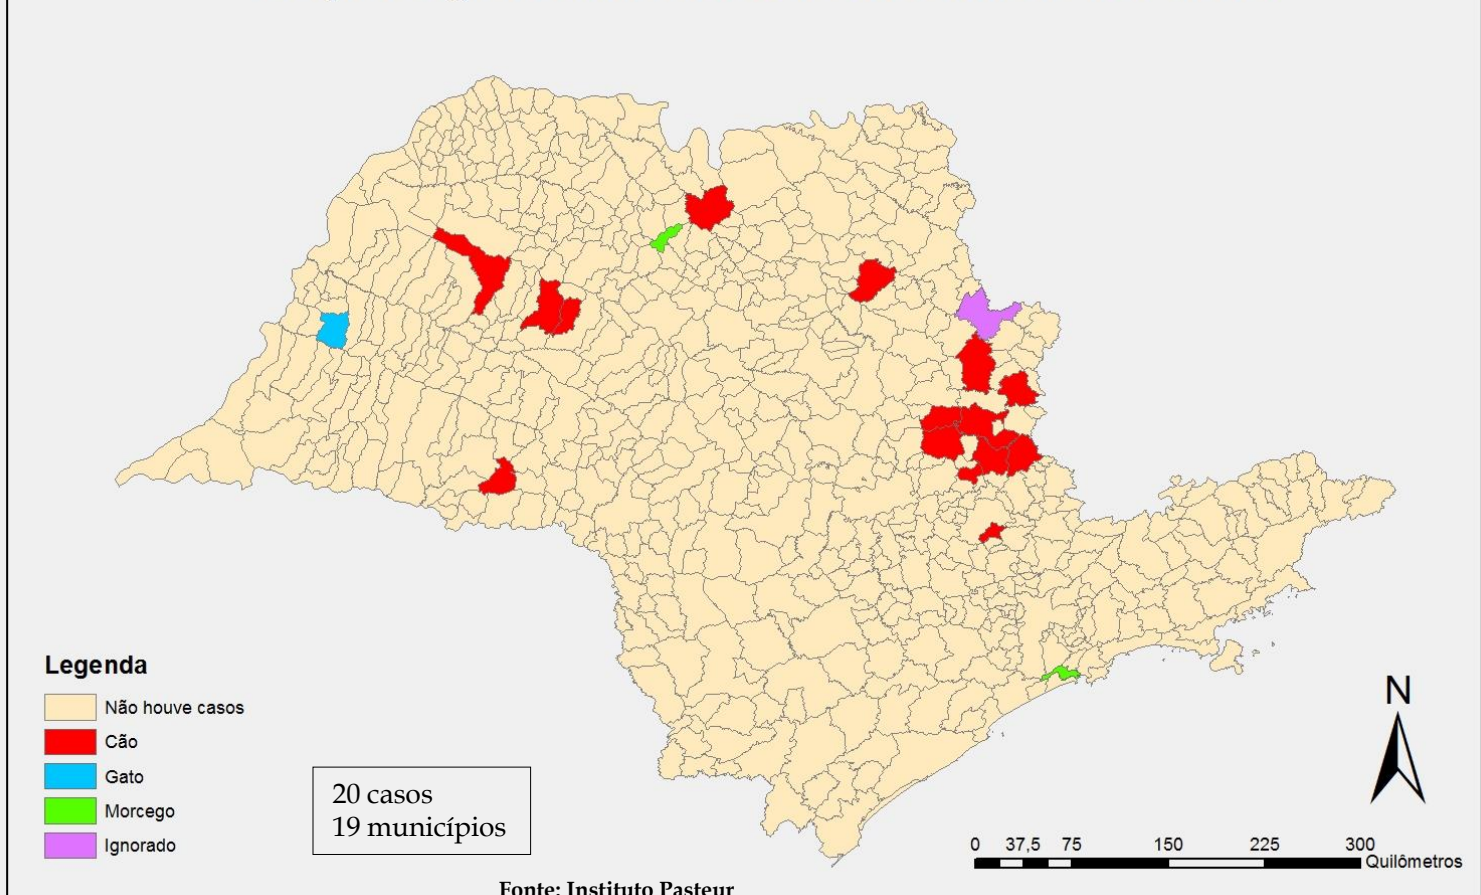 Legenda
Não houve casos
Cão
Gato
Morcego
Ignorado
20 casos
19 municípios
N
0 37,5 75 150 225 300
Quilômetros
Fonte: Instituto Pasteur